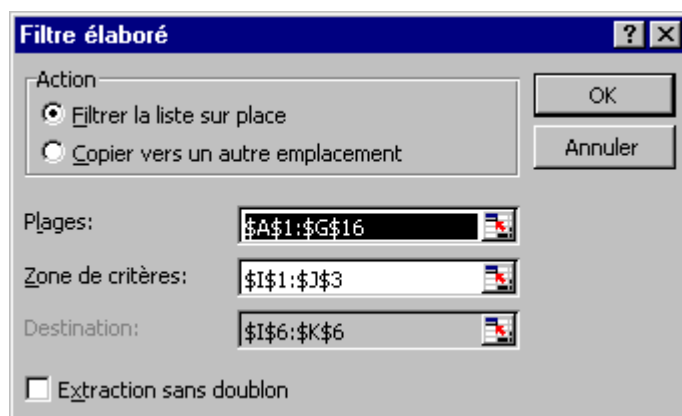 Filtre élaboré
Action
Filtrer la liste sur place
Copier vers un autre emplacement
OK
Annuler
Plages: $A$1:$G$16
Zone de critères: $I$1:$J$3
Destination: $I$6:$K$6
Extraction sans doublon